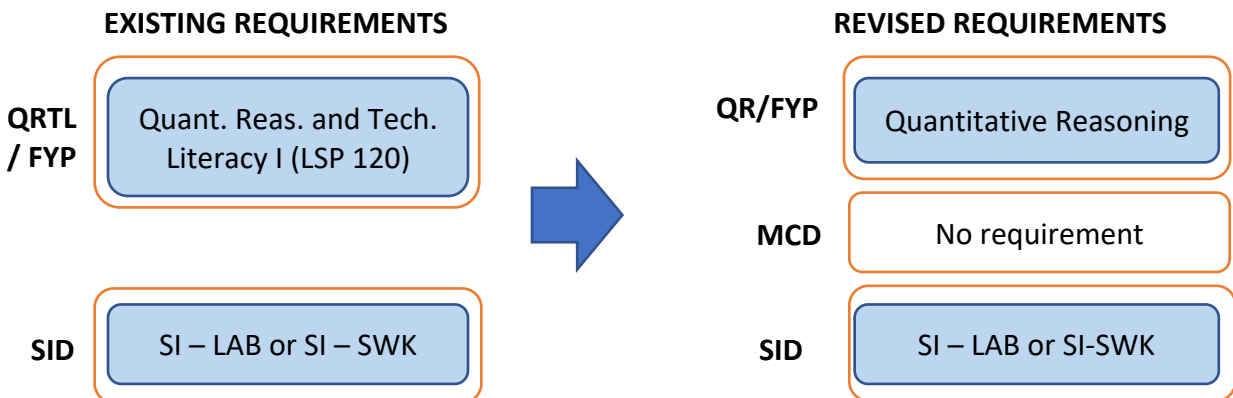 EXISTING REQUIREMENTS
QRTL
/ FYP
Quant. Reas. and Tech.
Literacy I (LSP 120)
SID
SI – LAB or SI – SWK
REVISED REQUIREMENTS
QR/FYP
Quantitative Reasoning
MCD
No requirement
SID
SI – LAB or SI-SWK